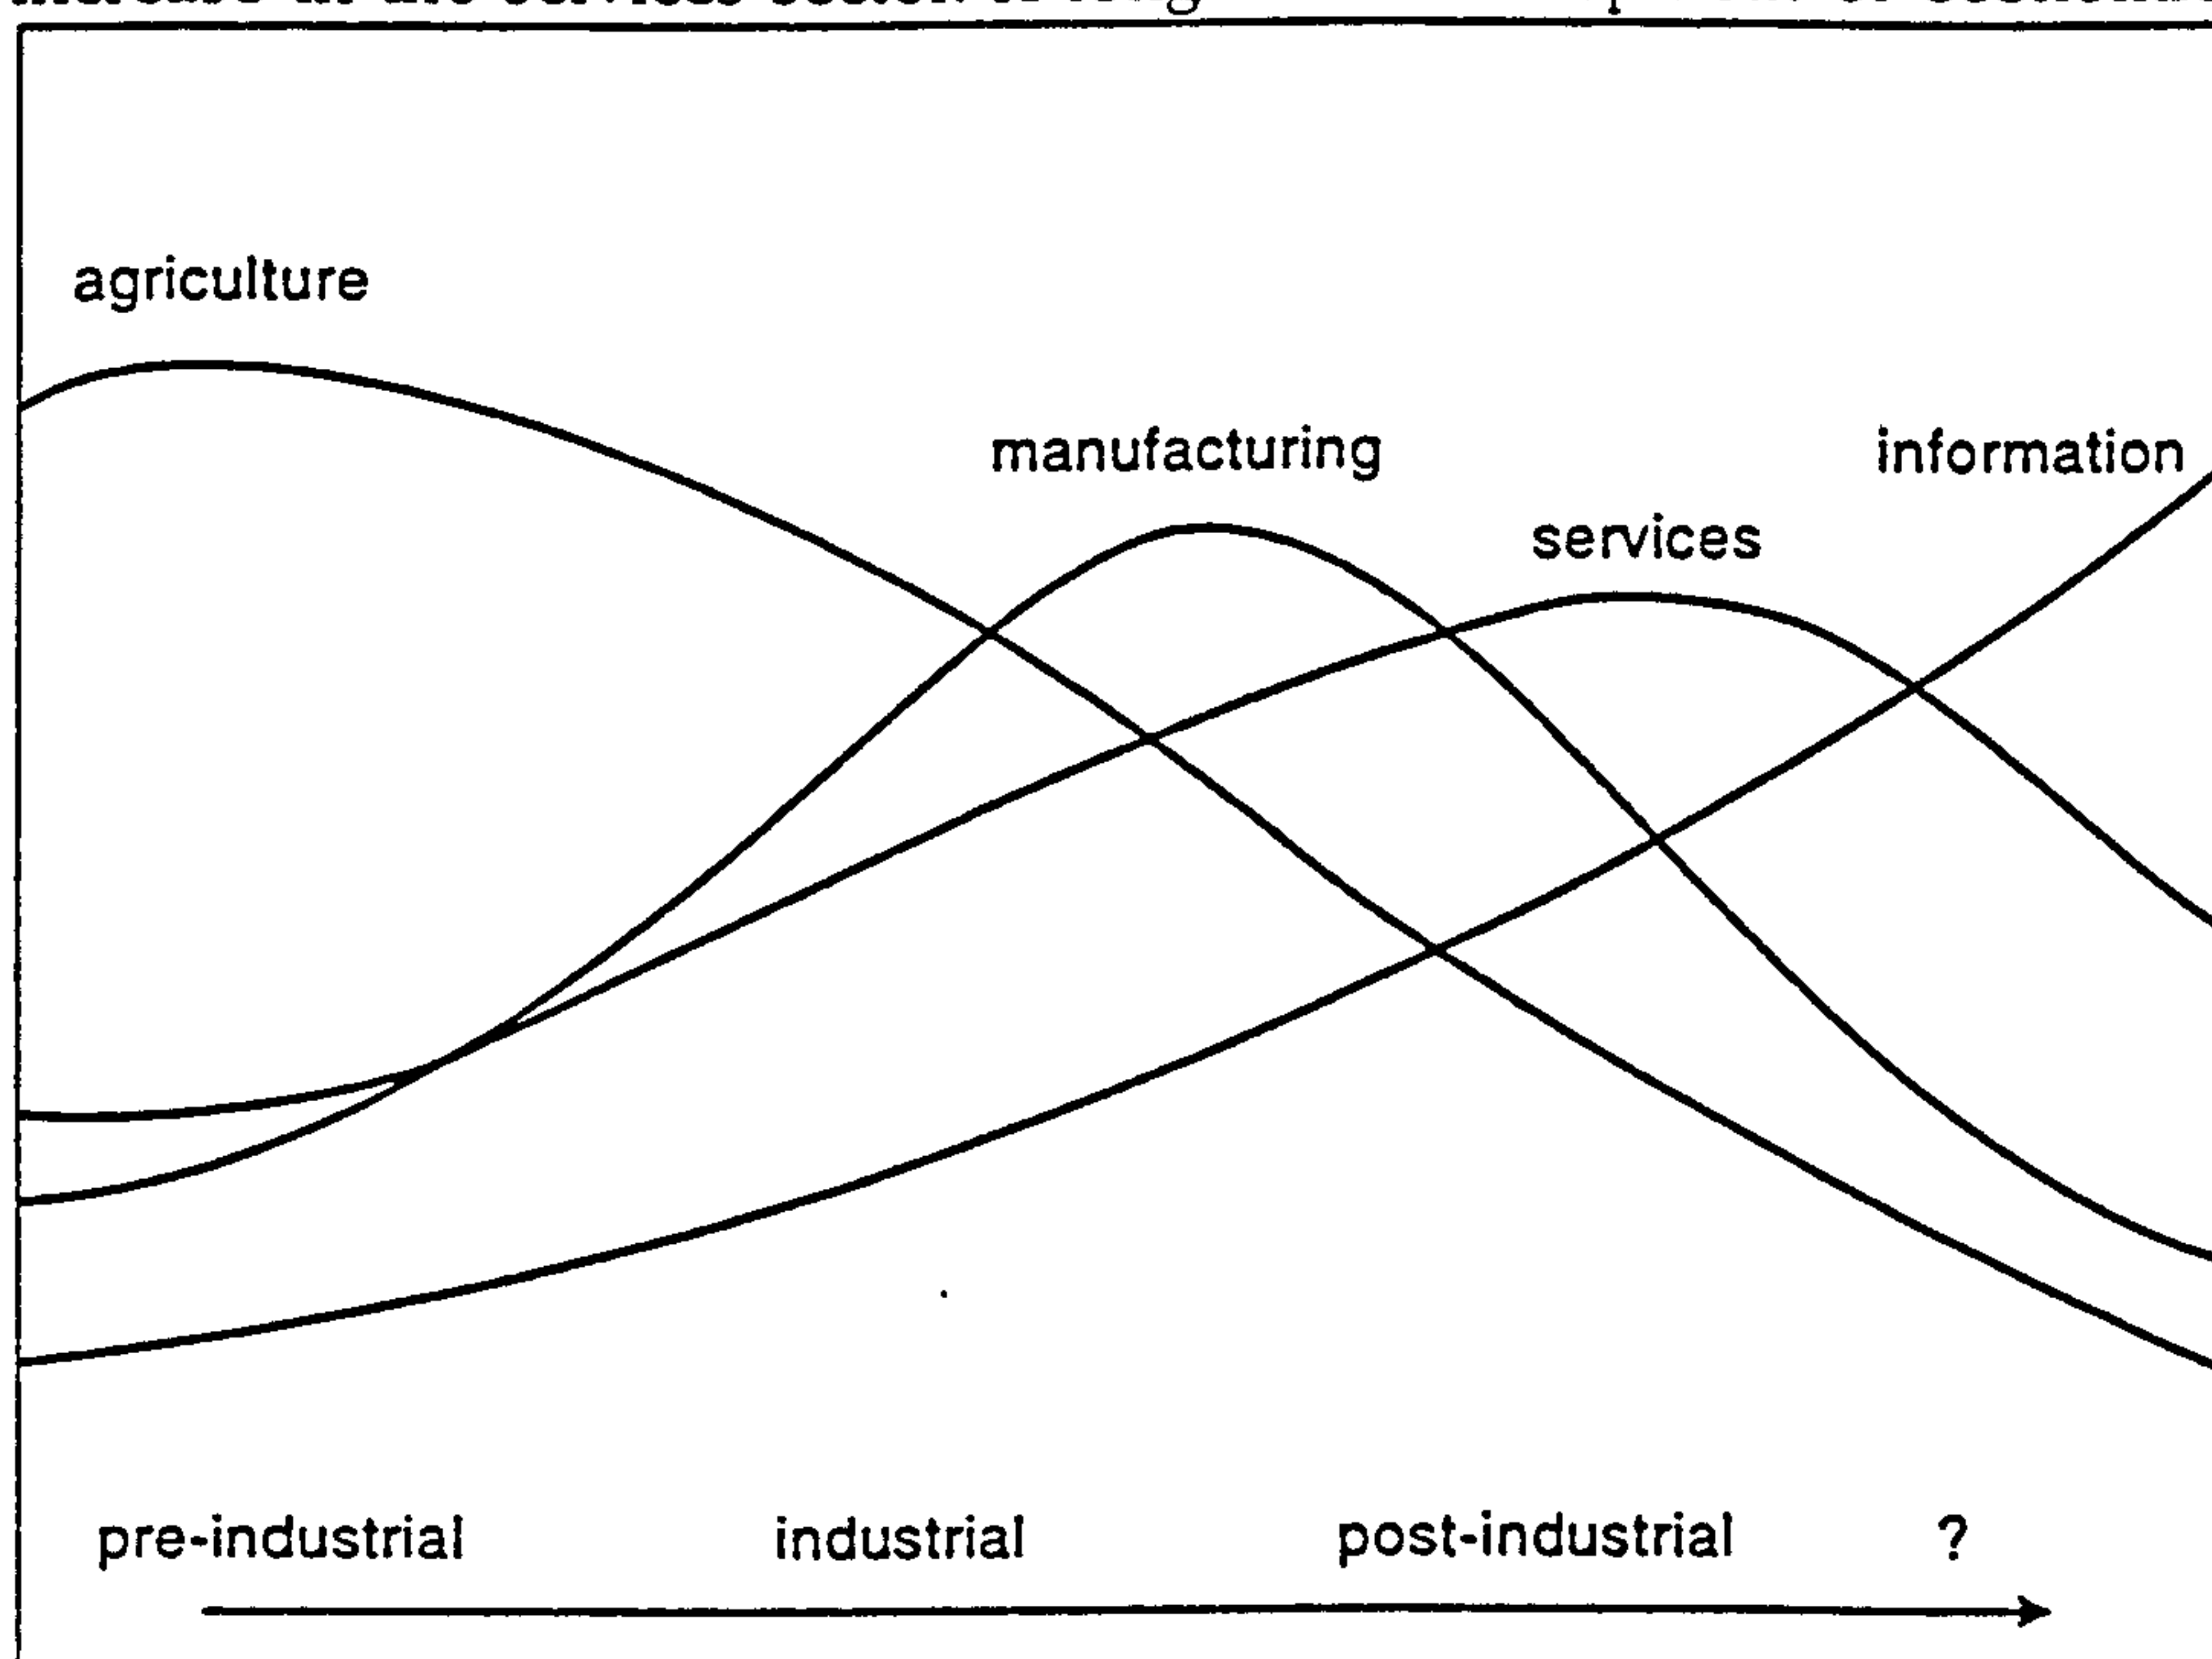 agriculture
manufacturing
information
services
pre-industrial industrial post-industrial ?